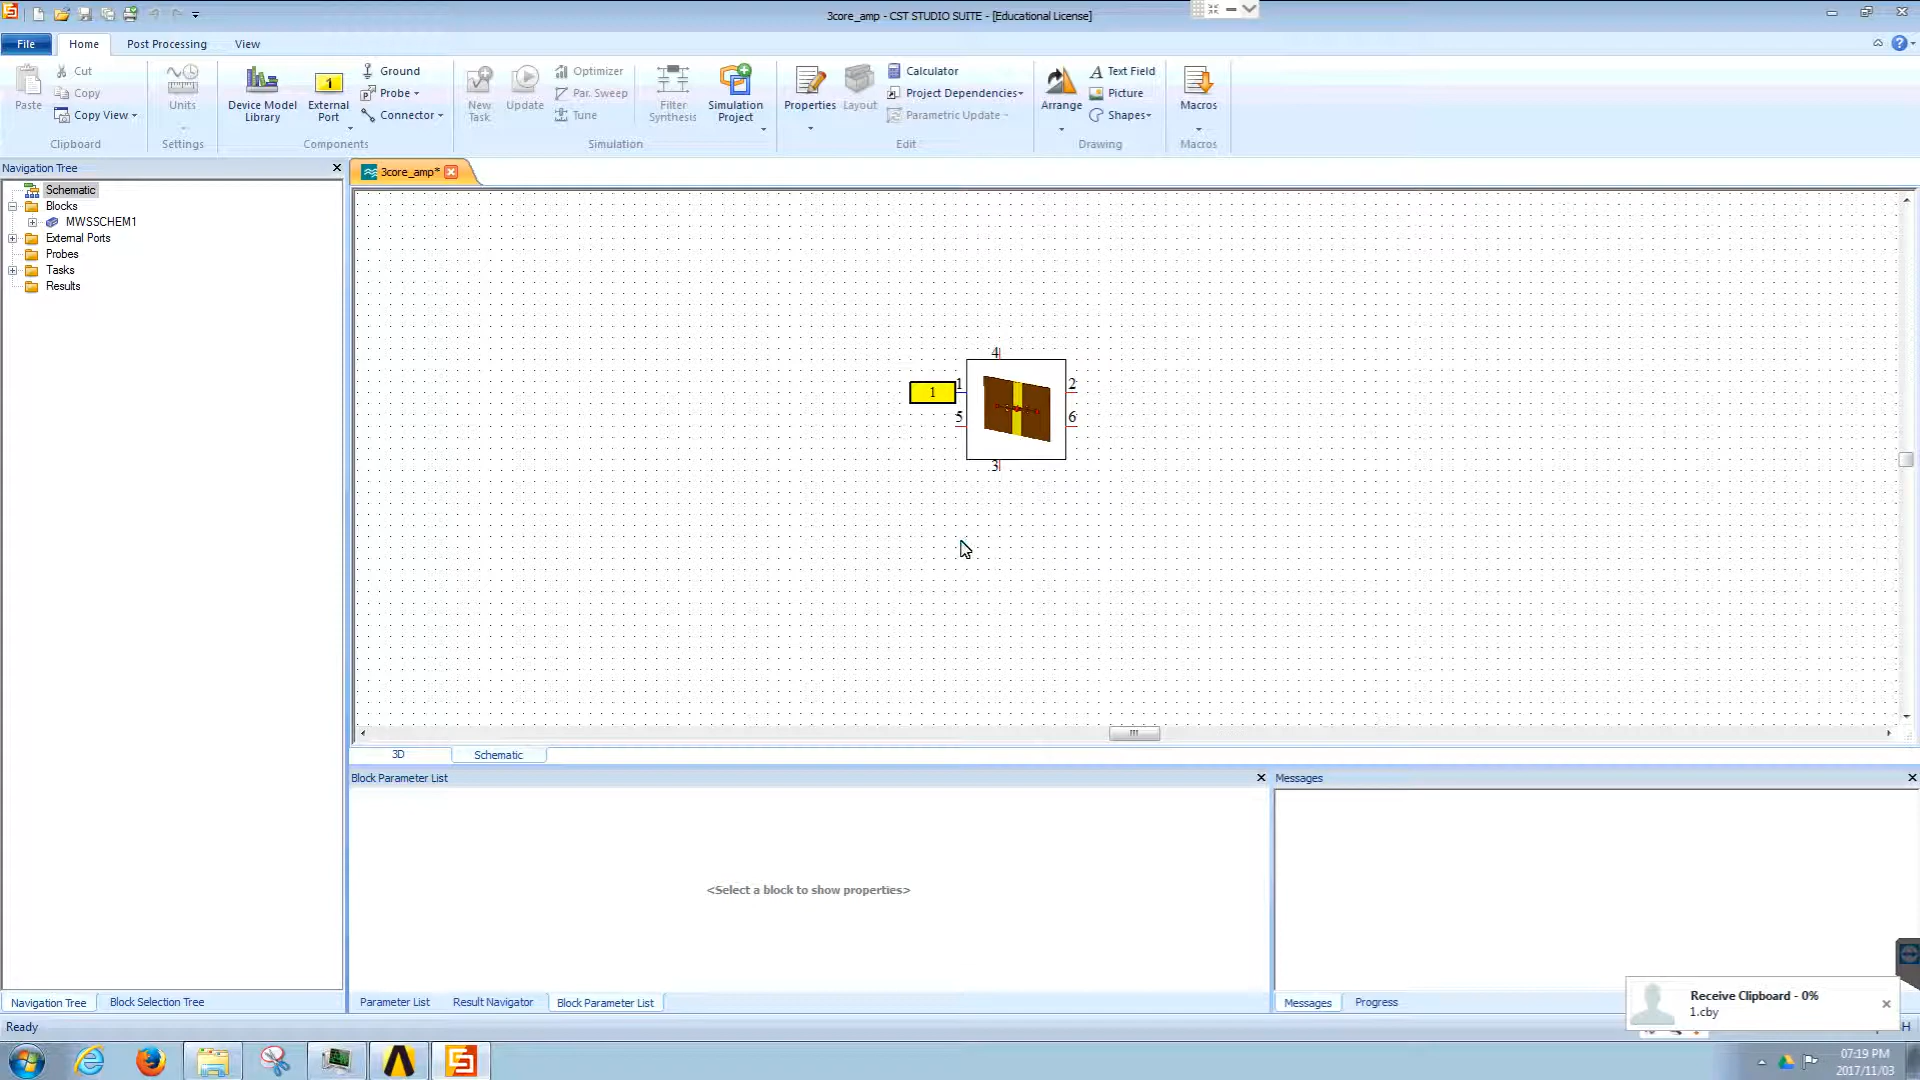 3core_amp - CST STUDIO SUITE - [Educational License]
File
Home
Post Processing
View
Paste
Cut
Copy
Copy View
Clipboard
Units
Settings
Device Model Library
1
External Port
Ground
Probe
Connector
Components
New Task
Update
Optimizer
Par. Sweep
Tune
Filter Synthesis
Simulation Project
Simulation
Properties
Layout
Calculator
Project Dependencies
Parametric Update
Edit
Arrange
A Text Field
Picture
Shapes
Drawing
Macros
Macros
Navigation Tree
3core_amp*
Schematic
Blocks
MWSSCHEM1
External Ports
Probes
Tasks
Results
4
1
1
2
5
6
3
3D
Schematic
Block Parameter List
Messages
<Select a block to show properties>
Navigation Tree
Block Selection Tree
Parameter List
Result Navigator
Block Parameter List
Messages
Progress
Receive Clipboard - 0%
1.cby
Ready
H
07:19 PM
2017/11/03